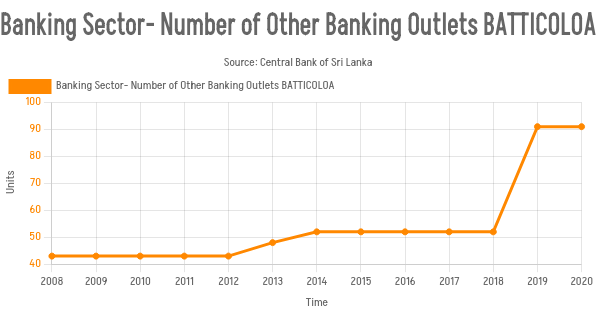 Banking Sector- Number of Other Banking Outlets BATTICOLOA
Source: Central Bank of Sri Lanka
Banking Sector- Number of Other Banking Outlets BATTICOLOA
100
90
80
70
60
50
40
Units
2008 2009 2010 2011 2012 2013 2014 2015 2016 2017 2018 2019 2020
Time